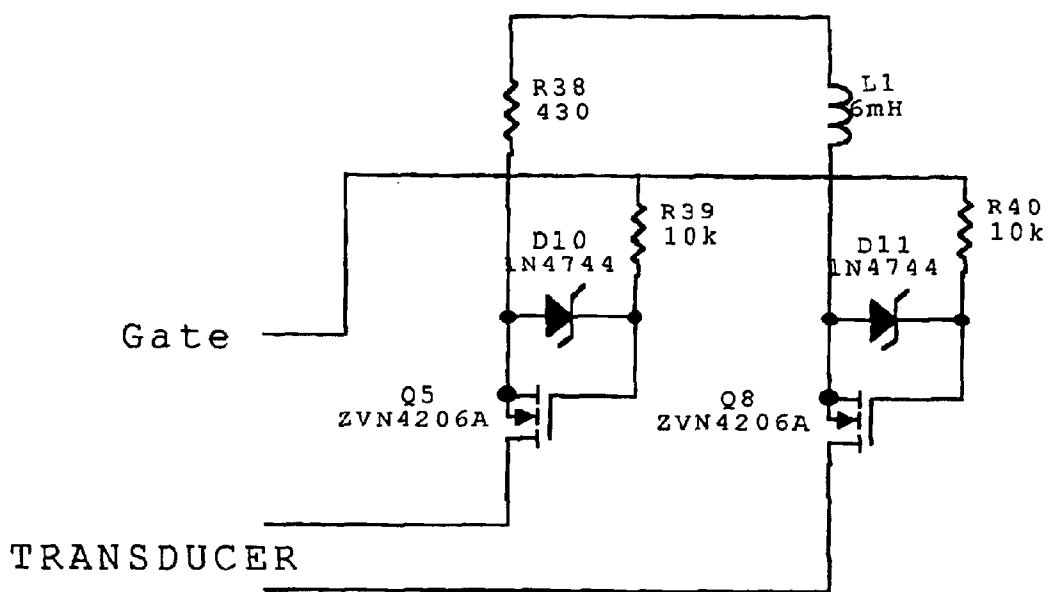 R38
430
L1
6mH
R39
10k
R40
10k
D10
1N4744
D11
1N4744
Gate
Q5
ZVN4206A
Q8
ZVN4206A
TRANSDUCER